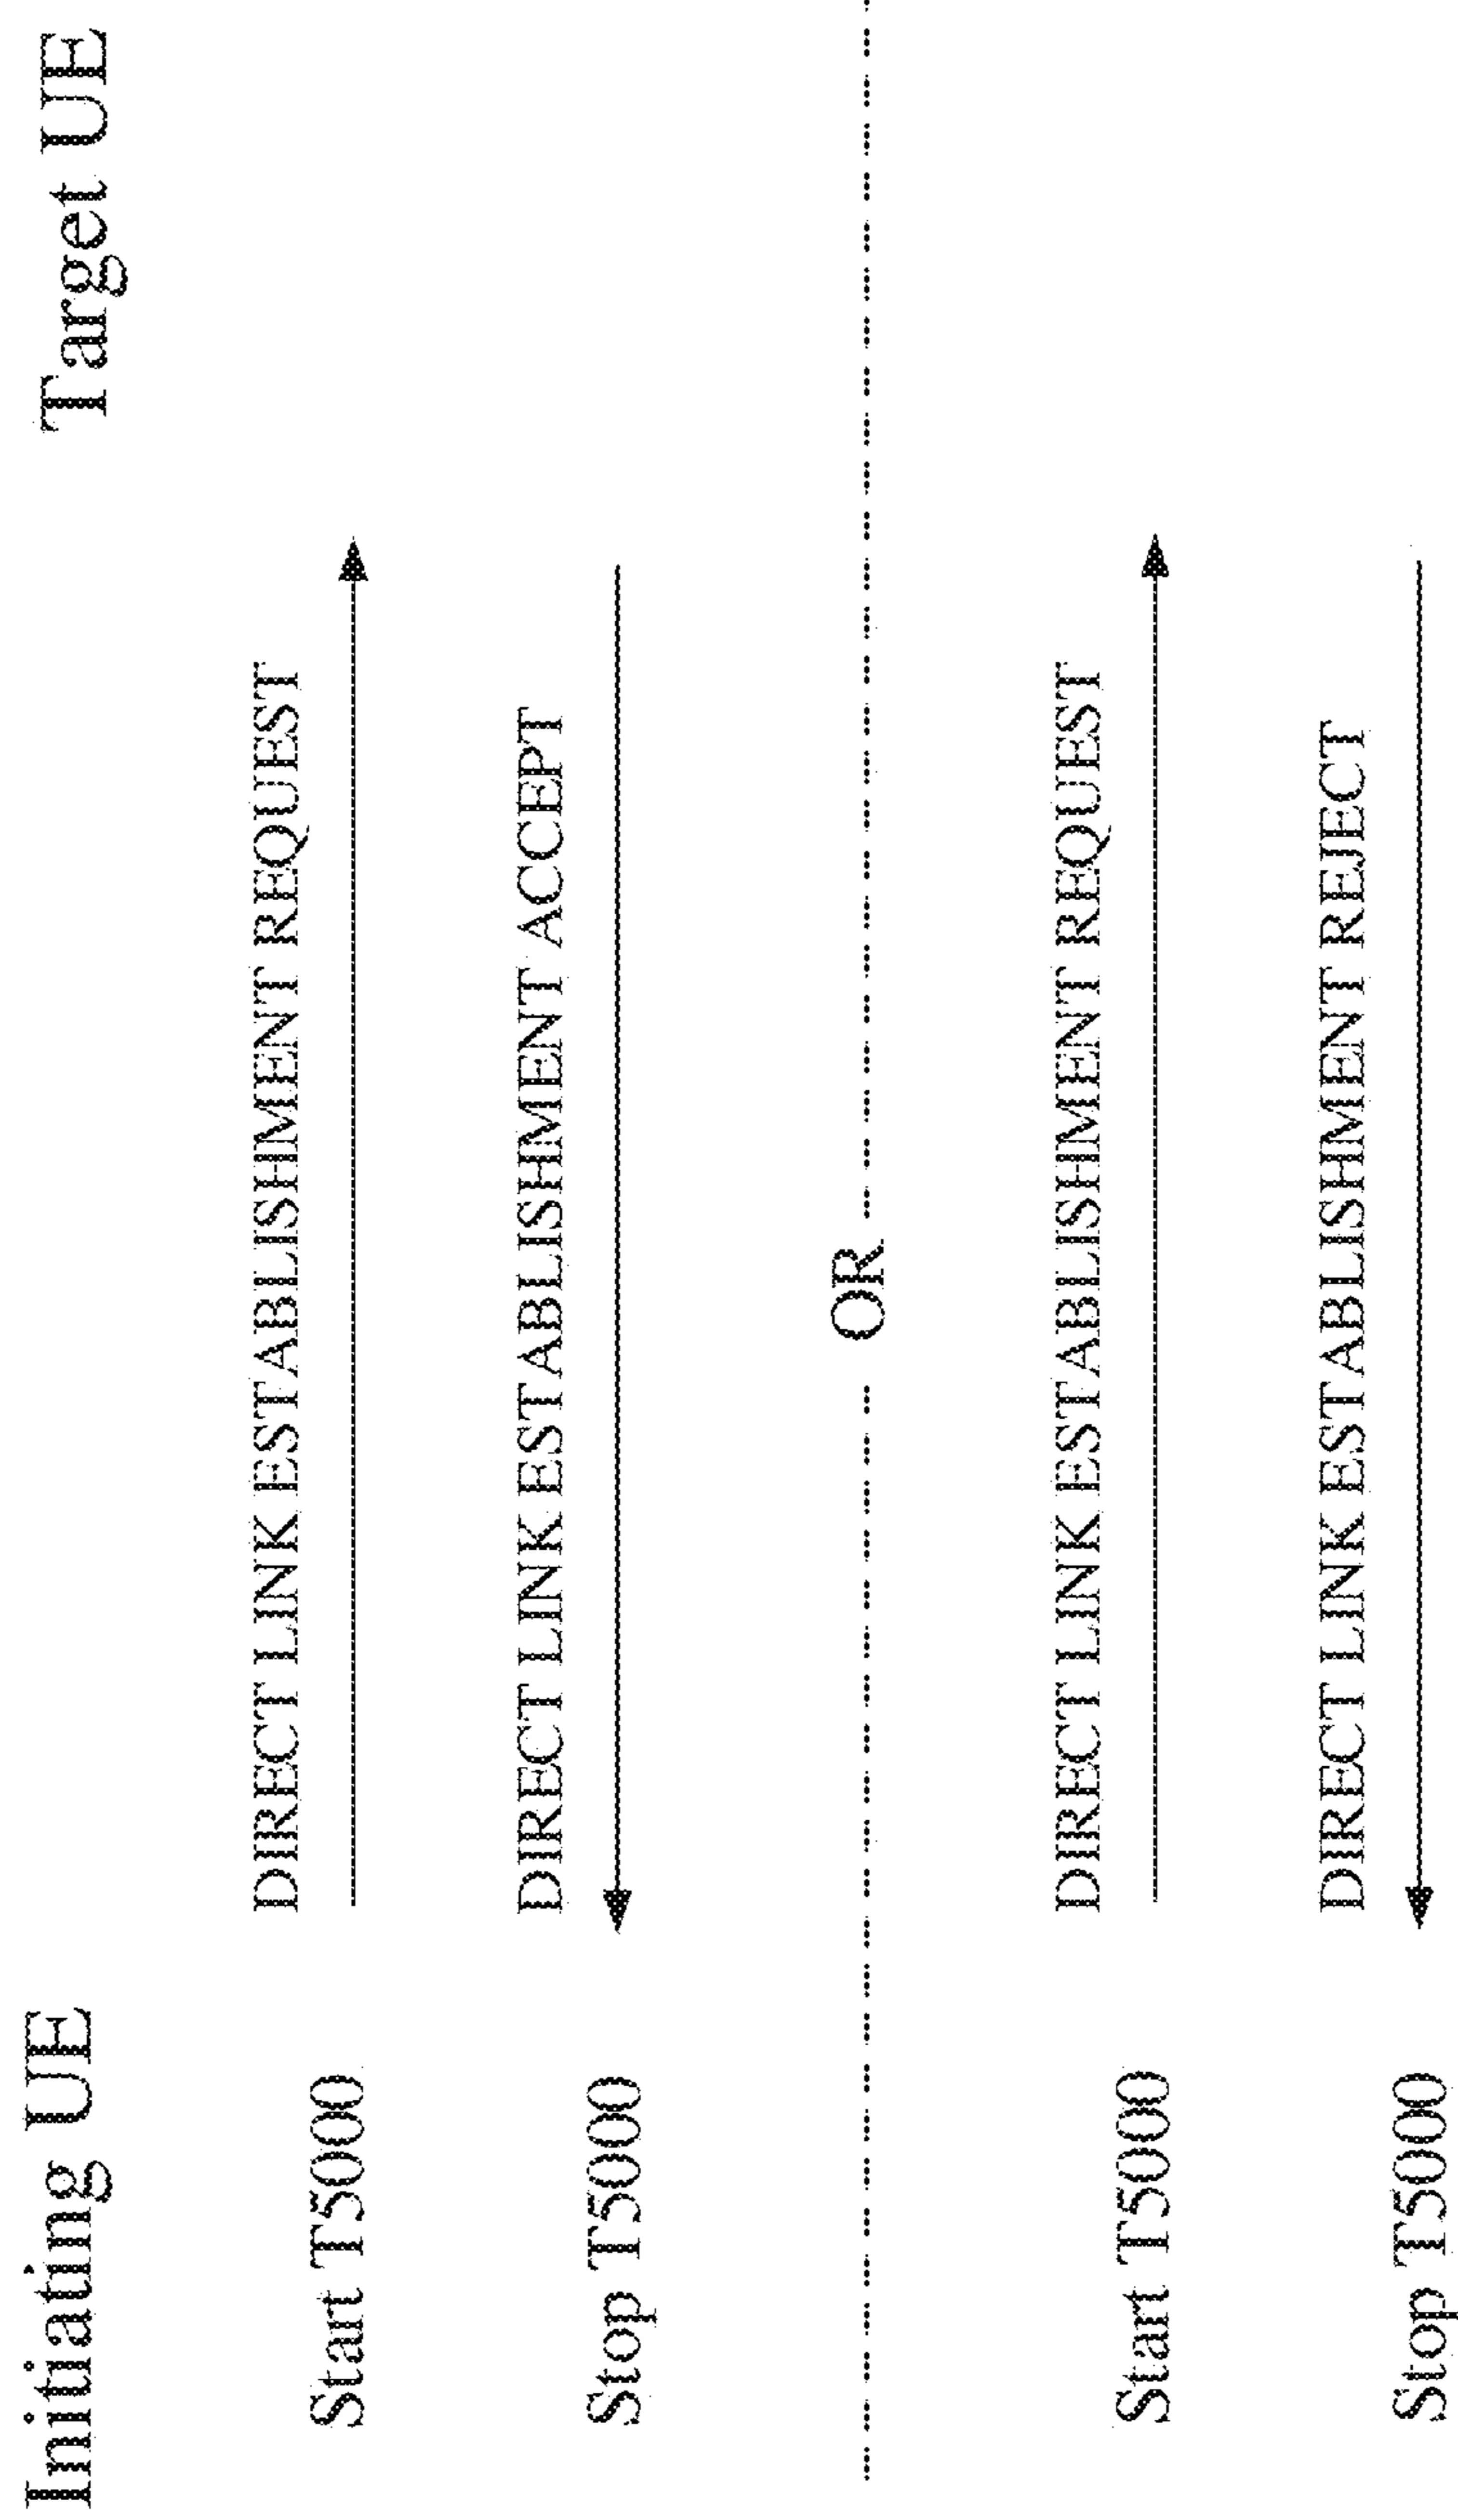 Initiating UE
Target UE
DIRECT LINK ESTABLISHMENT REQUEST
Start T5000
DIRECT LINK ESTABLISHMENT ACCEPT
Stop T5000
OR
DIRECT LINK ESTABLISHMENT REQUEST
Start T5000
DIRECT LINK ESTABLISHMENT REJECT
Stop T5000